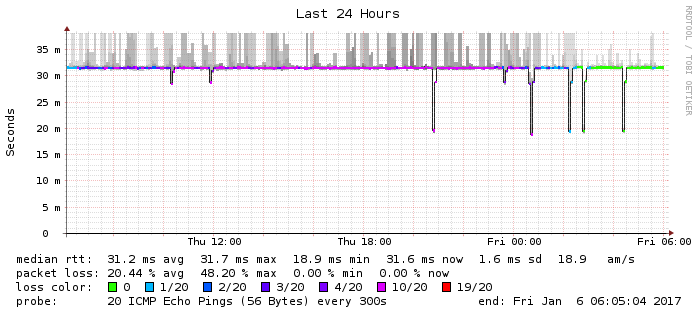 Last 24 Hours
RRDTOOL / TOBI OETIKER
Seconds
35 m
30 m
25 m
20 m
15 m
10 m
5 m
0
Thu 12:00 Thu 18:00 Fri 00:00 Fri 06:00
median rtt: 31.2 ms avg 31.7 ms max 18.9 ms min 31.6 ms now 1.6 ms sd 18.9 am/s
packet loss: 20.44 % avg 48.20 % max 0.00 % min 0.00 % now
loss color: 0 1/20 2/20 3/20 4/20 10/20 19/20
probe: 20 ICMP Echo Pings (56 Bytes) every 300s end: Fri Jan 6 06:05:04 2017